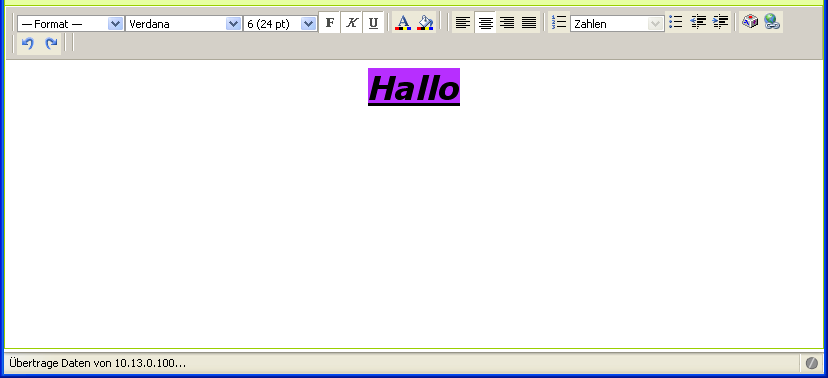 — Format — Verdana 6 (24 pt) F K U A Zahlen
Hallo
Übertrage Daten von 10.13.0.100...